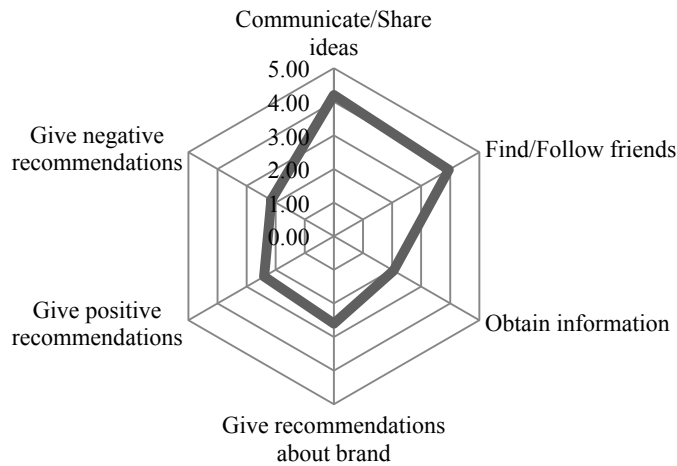 Communicate/Share
ideas
5.00
4.00
3.00
2.00
1.00
0.00
Give negative
recommendations
Find/Follow friends
Give positive
recommendations
Obtain information
Give recommendations
about brand